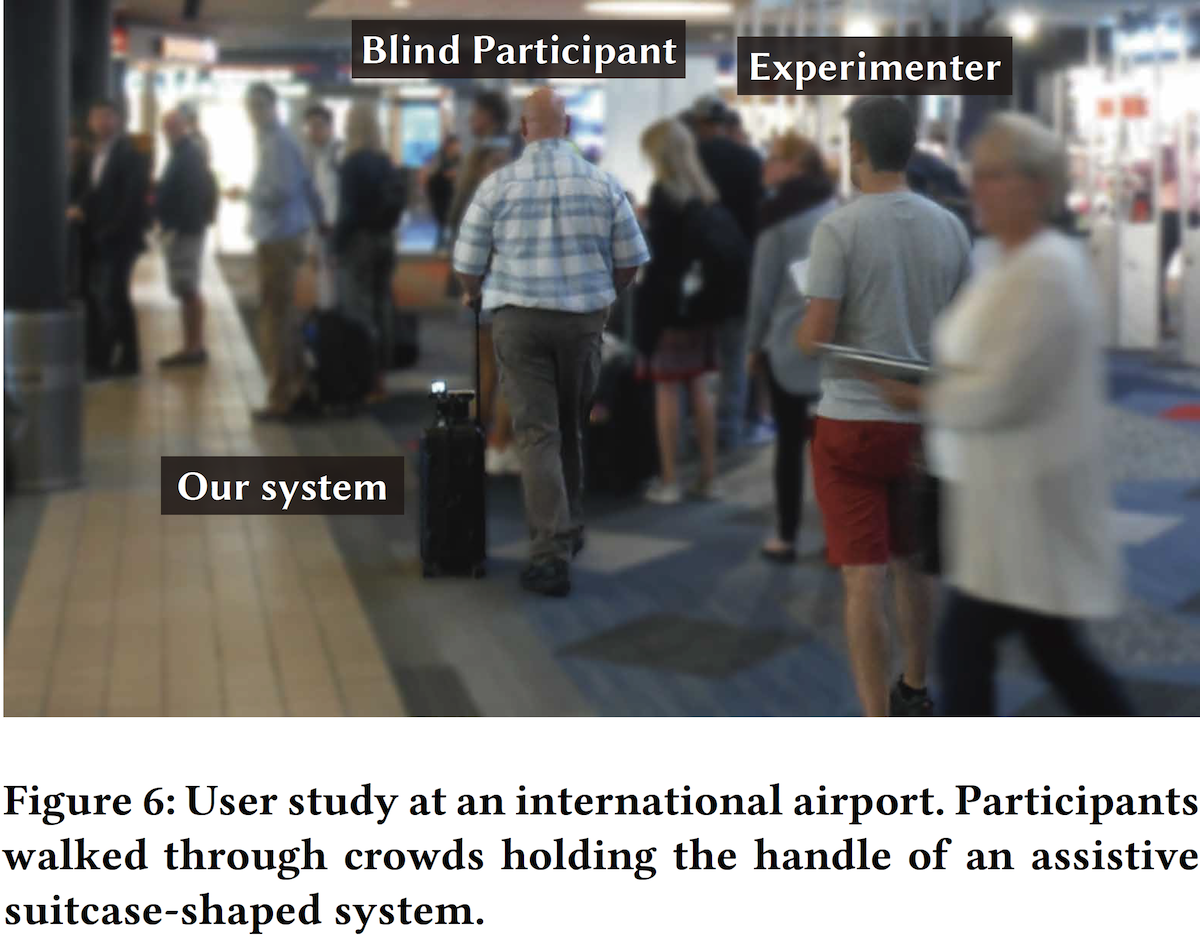 Blind Participant
Experimenter
Our system
Figure 6: User study at an international airport. Participants
walked through crowds holding the handle of an assistive
suitcase-shaped system.